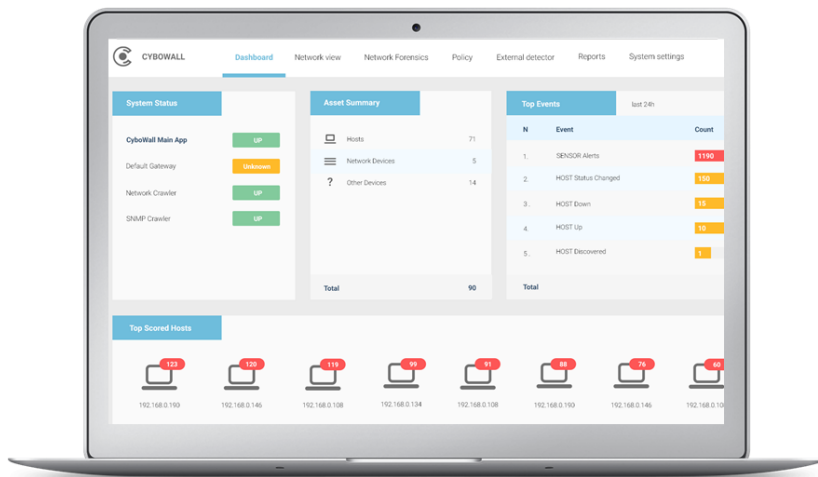 CYBOWALL
Dashboard Network view Network Forensics Policy External detector Reports System settings
System Status
CyboWall Main App UP
Default Gateway Unknown
Network Crawler UP
SNMP Crawler UP
Asset Summary
Hosts 71
Network Devices 5
? Other Devices 14
Total 90
Top Events last 24h
N Event Count
1. SENSOR Alerts 1190
2. HOST Status Changed 150
3. HOST Down 15
4. HOST Up 10
5. HOST Discovered 1
Total
Top Scored Hosts
123 120 119 99 91 88 76 60
192.168.0.190 192.168.0.146 192.168.0.108 192.168.0.134 192.168.0.108 192.168.0.190 192.168.0.146 192.168.0.10